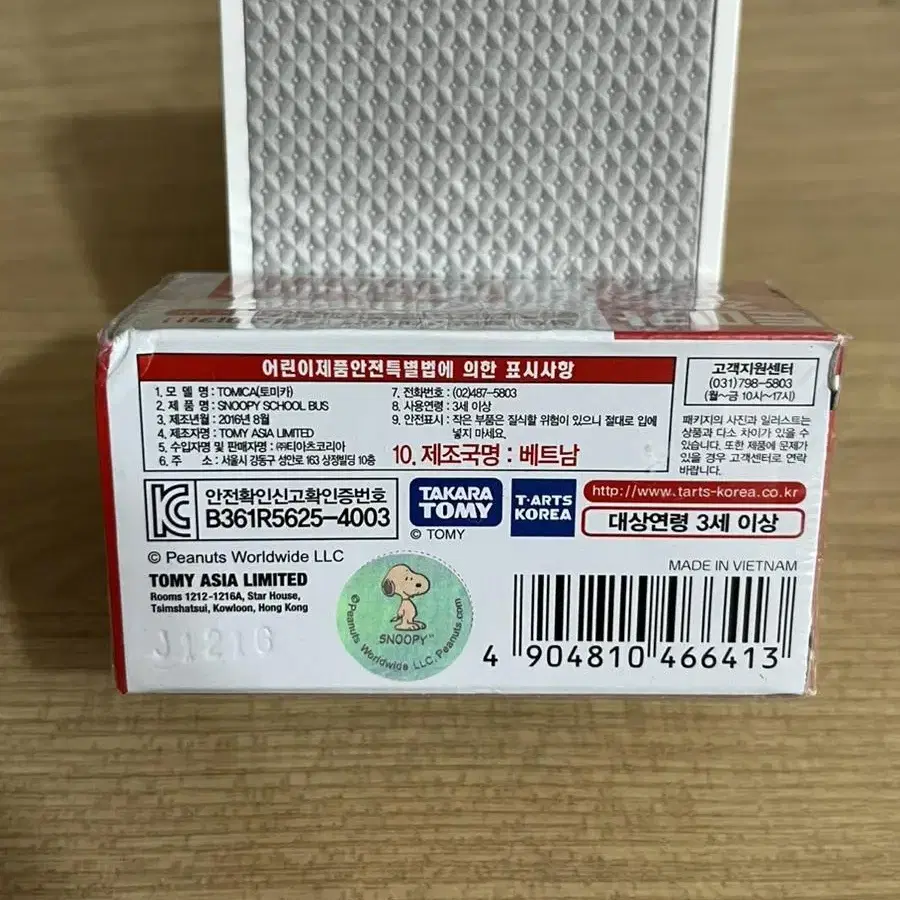 어린이제품안전특별법에 의한 표시사항
1. 모 델 명 : TOMICA(토미카)
2. 제 품 명 : SNOOPY SCHOOL BUS
3. 제조년월 : 2016년 8월
4. 제조자명 : TOMY ASIA LIMITED
5. 수입자명 및 판매자명 : ㈜티아츠코리아
6. 주 소 : 서울시 강동구 성안로 163 상정빌딩 10층
7. 전화번호 : (02)487-5803
8. 사용연령 : 3세 이상
9. 안전표시 : 작은 부품은 질식할 위험이 있으니 절대로 입에
넣지 마세요.
10. 제조국명 : 베트남
고객지원센터
(031)798-5803
(월~금 10시~17시)
패키지의 사진과 일러스트는
상품과 다소 차이가 있을 수
있습니다. 또한 제품에 문제가
있을 경우 고객센터로 연락
바랍니다.
안전확인신고확인증번호
B361R5625-4003
TAKARA
TOMY
© TOMY
T·ARTS
KOREA
http://www.tarts-korea.co.kr
대상연령 3세 이상
© Peanuts Worldwide LLC
TOMY ASIA LIMITED
Rooms 1212-1216A, Star House,
Tsimshatsui, Kowloon, Hong Kong
J1216
SNOOPY™
©Peanuts Worldwide LLC, Peanuts.com
MADE IN VIETNAM
4 904810 466413